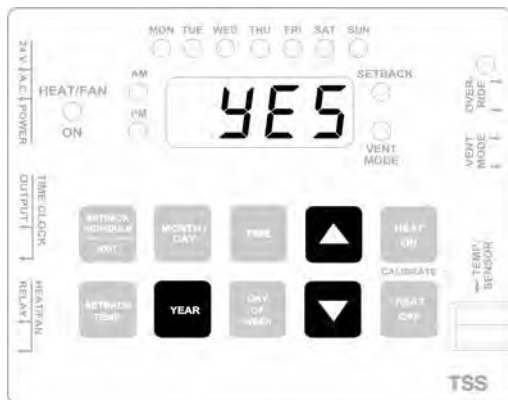 MON TUE WED THU FRI SAT SUN
24 V A.C. POWER
HEAT/FAN
ON
AM
PM
YES
SETBACK
VENT
MODE
OVER-
RIDE
VENT
MODE
TIME CLOCK
OUTPUT
SETBACK
SCHEDULE
EXIT
MONTH /
DAY
TIME
HEAT
ON
CALIBRATE
TEMP.
SENSOR
HEAT/FAN
RELAY
SETBACK
TEMP
YEAR
DAY
OF
WEEK
HEAT
OFF
TSS